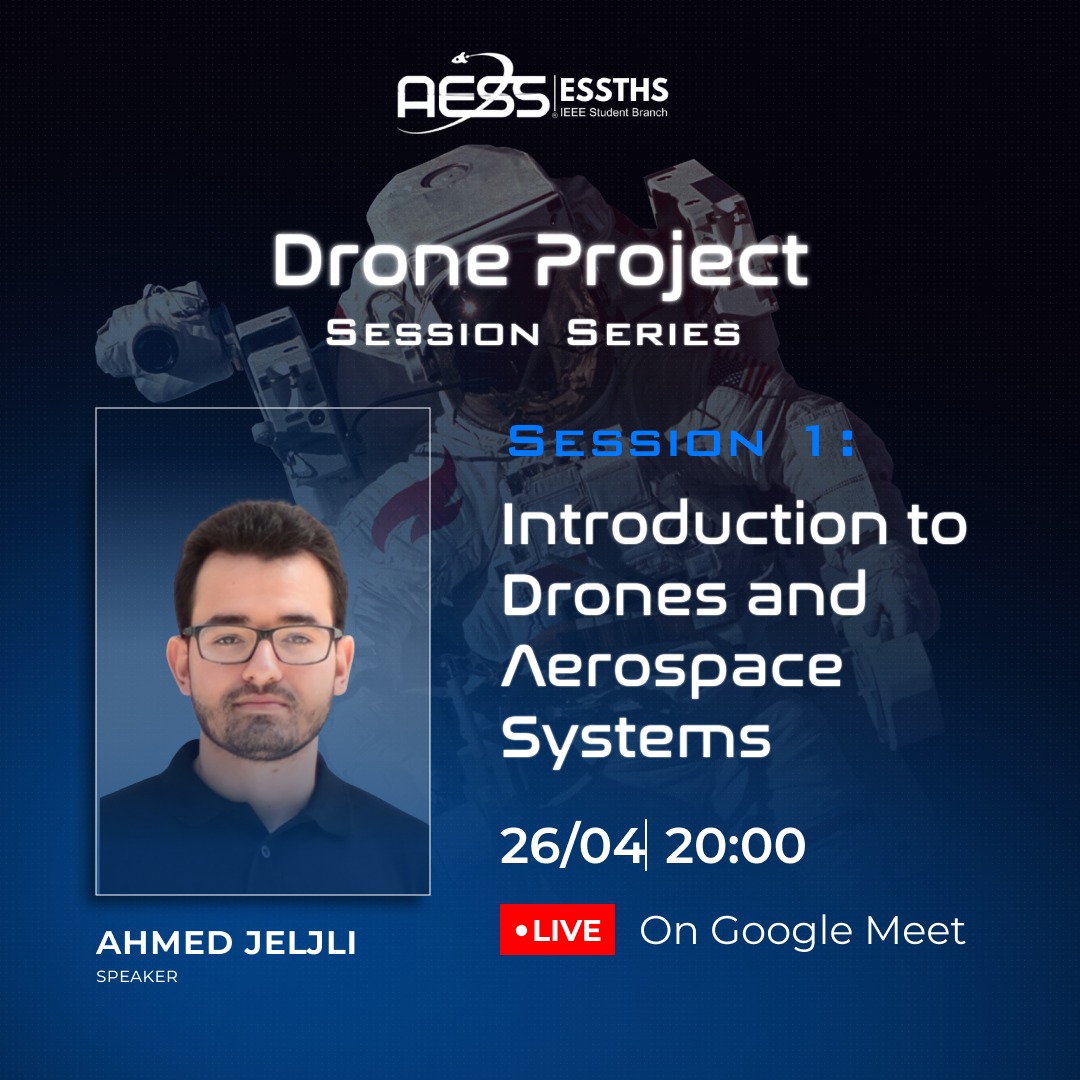 AESS ESSTHS
® IEEE Student Branch
Drone Project
Session Series
Session 1:
Introduction to
Drones and
Aerospace
Systems
26/04 20:00
• LIVE On Google Meet
AHMED JELJLI
SPEAKER